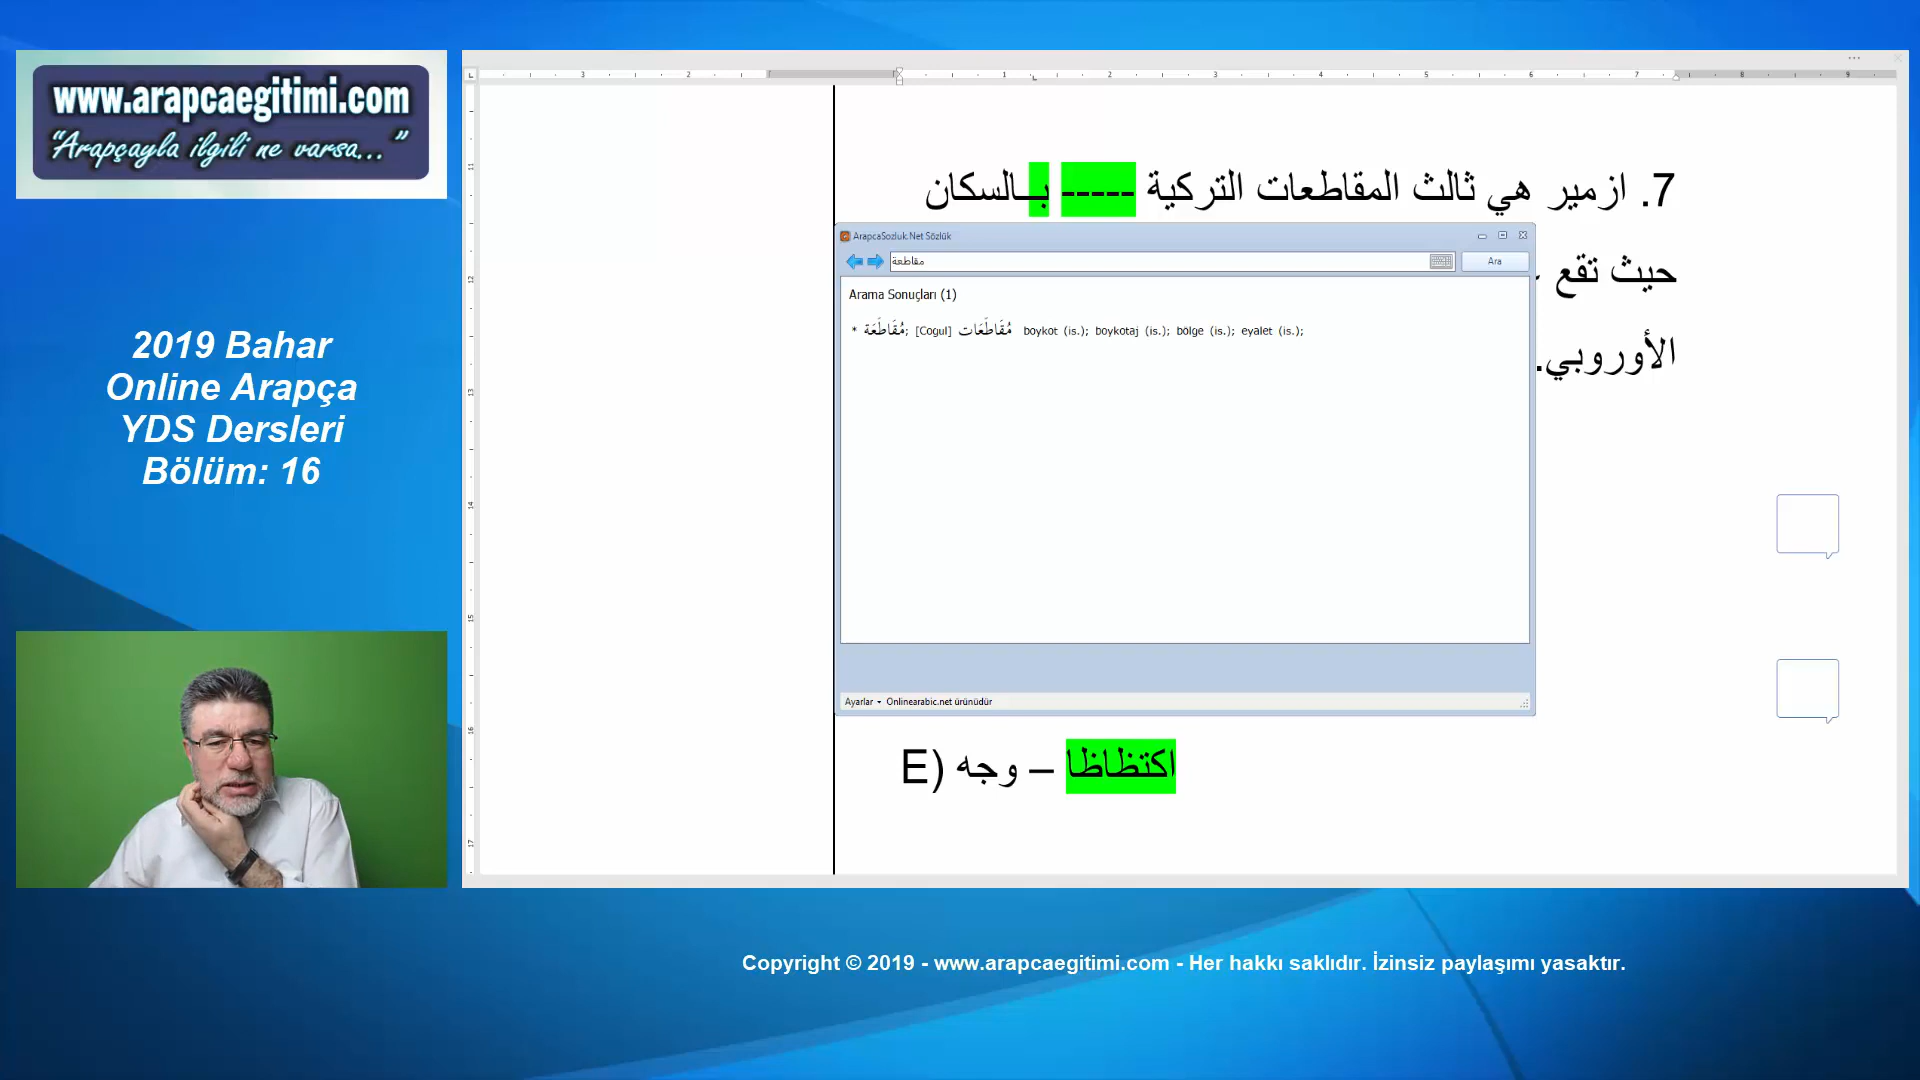 www.arapcaegitimi.com
"Arapçayla ilgili ne varsa..."
2019 Bahar
Online Arapça
YDS Dersleri
Bölüm: 16
7. ازمير هي ثالث المقاطعات التركية ----- بـالسكان
حيث تقع
الأوروبي.
ArapcaSozluk.Net Sözlük
مقاطعة
Ara
Arama Sonuçları (1)
* مُقَاطَعَة; [Coğul] مُقَاطَعَات boykot (is.); boykotaj (is.); bölge (is.); eyalet (is.);
Ayarlar Onlinearabic.net ürünüdür
E) اكتظاظا – وجه
Copyright © 2019 - www.arapcaegitimi.com - Her hakkı saklıdır. İzinsiz paylaşımı yasaktır.